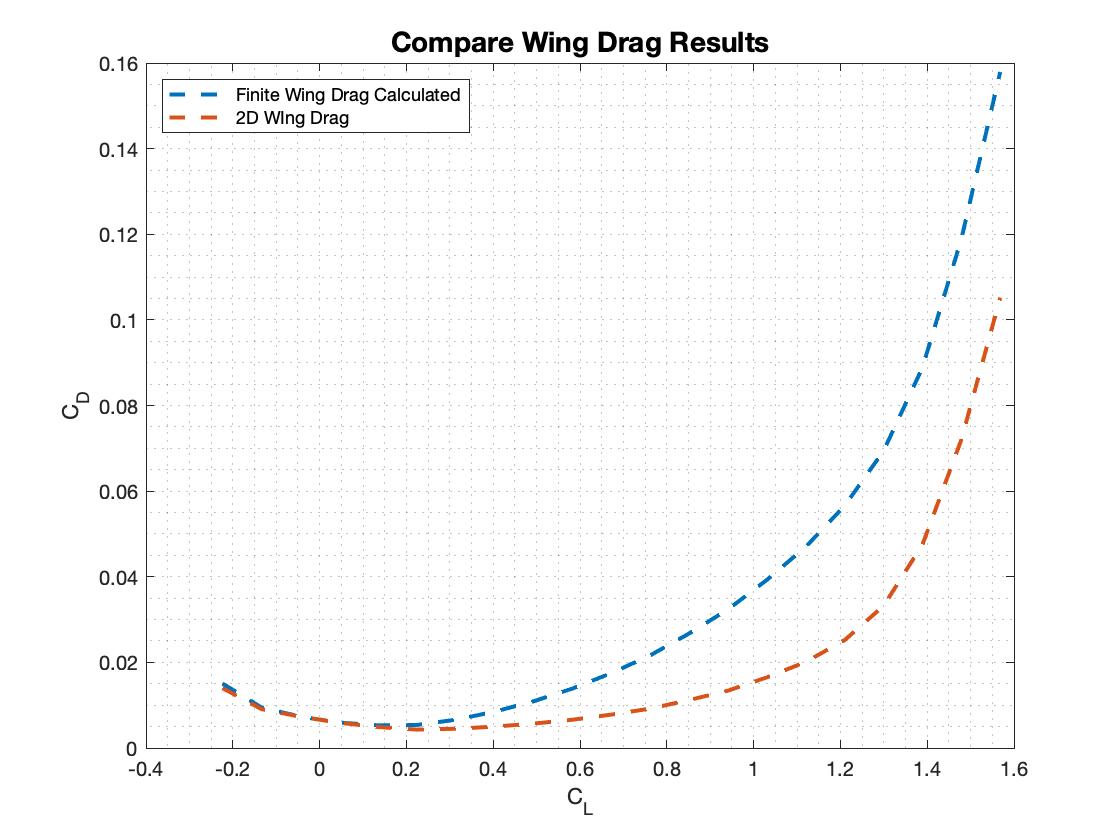 Compare Wing Drag Results
Finite Wing Drag Calculated
2D WIng Drag
0.16
0.14
0.12
0.1
0.08
0.06
0.04
0.02
0
C_D
-0.4 -0.2 0 0.2 0.4 0.6 0.8 1 1.2 1.4 1.6
C_L